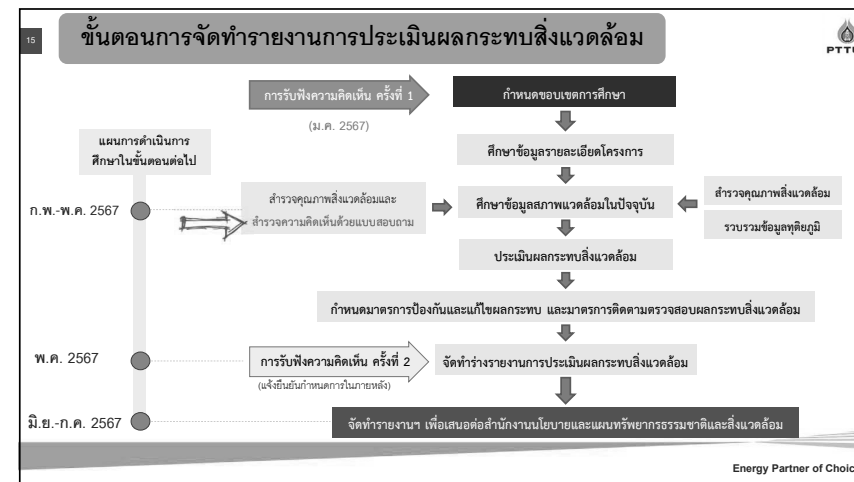 15
ขั้นตอนการจัดทำรายงานการประเมินผลกระทบสิ่งแวดล้อม
การรับฟังความคิดเห็น ครั้งที่ 1
(ม.ค. 2567)
กำหนดขอบเขตการศึกษา
แผนการดำเนินการ
ศึกษาในขั้นตอนต่อไป
ศึกษาข้อมูลรายละเอียดโครงการ
ก.พ.-พ.ค. 2567
สำรวจคุณภาพสิ่งแวดล้อมและ
สำรวจความคิดเห็นด้วยแบบสอบถาม
ศึกษาข้อมูลสภาพแวดล้อมในปัจจุบัน
สำรวจคุณภาพสิ่งแวดล้อม
รวบรวมข้อมูลทุติยภูมิ
ประเมินผลกระทบสิ่งแวดล้อม
กำหนดมาตรการป้องกันและแก้ไขผลกระทบ และมาตรการติดตามตรวจสอบผลกระทบสิ่งแวดล้อม
พ.ค. 2567
การรับฟังความคิดเห็น ครั้งที่ 2
(แจ้งยืนยันกำหนดการในภายหลัง)
จัดทำร่างรายงานการประเมินผลกระทบสิ่งแวดล้อม
มิ.ย.-ก.ค. 2567
จัดทำรายงานฯ เพื่อเสนอต่อสำนักงานนโยบายและแผนทรัพยากรธรรมชาติและสิ่งแวดล้อม
Energy Partner of Choic